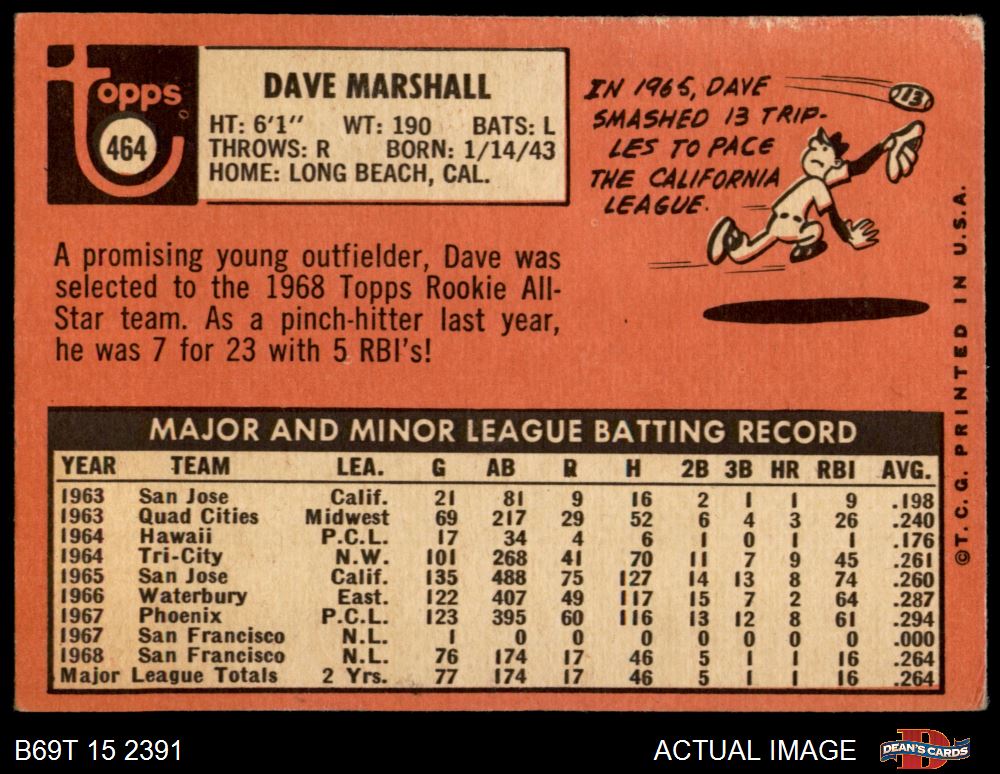 Topps
464
DAVE MARSHALL
HT: 6'1" WT: 190 BATS: L
THROWS: R BORN: 1/14/43
HOME: LONG BEACH, CAL.
IN 1965, DAVE
SMASHED 13 TRIP-
LES TO PACE
THE CALIFORNIA
LEAGUE.
13
A promising young outfielder, Dave was
selected to the 1968 Topps Rookie All-
Star team. As a pinch-hitter last year,
he was 7 for 23 with 5 RBI's!
MAJOR AND MINOR LEAGUE BATTING RECORD
YEAR TEAM LEA. G AB R H 2B 3B HR RBI AVG.
1963 San Jose Calif. 21 81 9 16 2 1 1 9 .198
1963 Quad Cities Midwest 69 217 29 52 6 4 3 26 .240
1964 Hawaii P.C.L. 17 34 4 6 1 0 1 1 .176
1964 Tri-City N.W. 101 268 41 70 11 7 9 45 .261
1965 San Jose Calif. 135 488 75 127 14 13 8 74 .260
1966 Waterbury East. 122 407 49 117 15 7 2 64 .287
1967 Phoenix P.C.L. 123 395 60 116 13 12 8 61 .294
1967 San Francisco N.L. 1 0 0 0 0 0 0 0 .000
1968 San Francisco N.L. 76 174 17 46 5 1 1 16 .264
Major League Totals 2 Yrs. 77 174 17 46 5 1 1 16 .264
©T.C.G. PRINTED IN U.S.A.
B69T 15 2391
ACTUAL IMAGE
DEAN'S CARDS